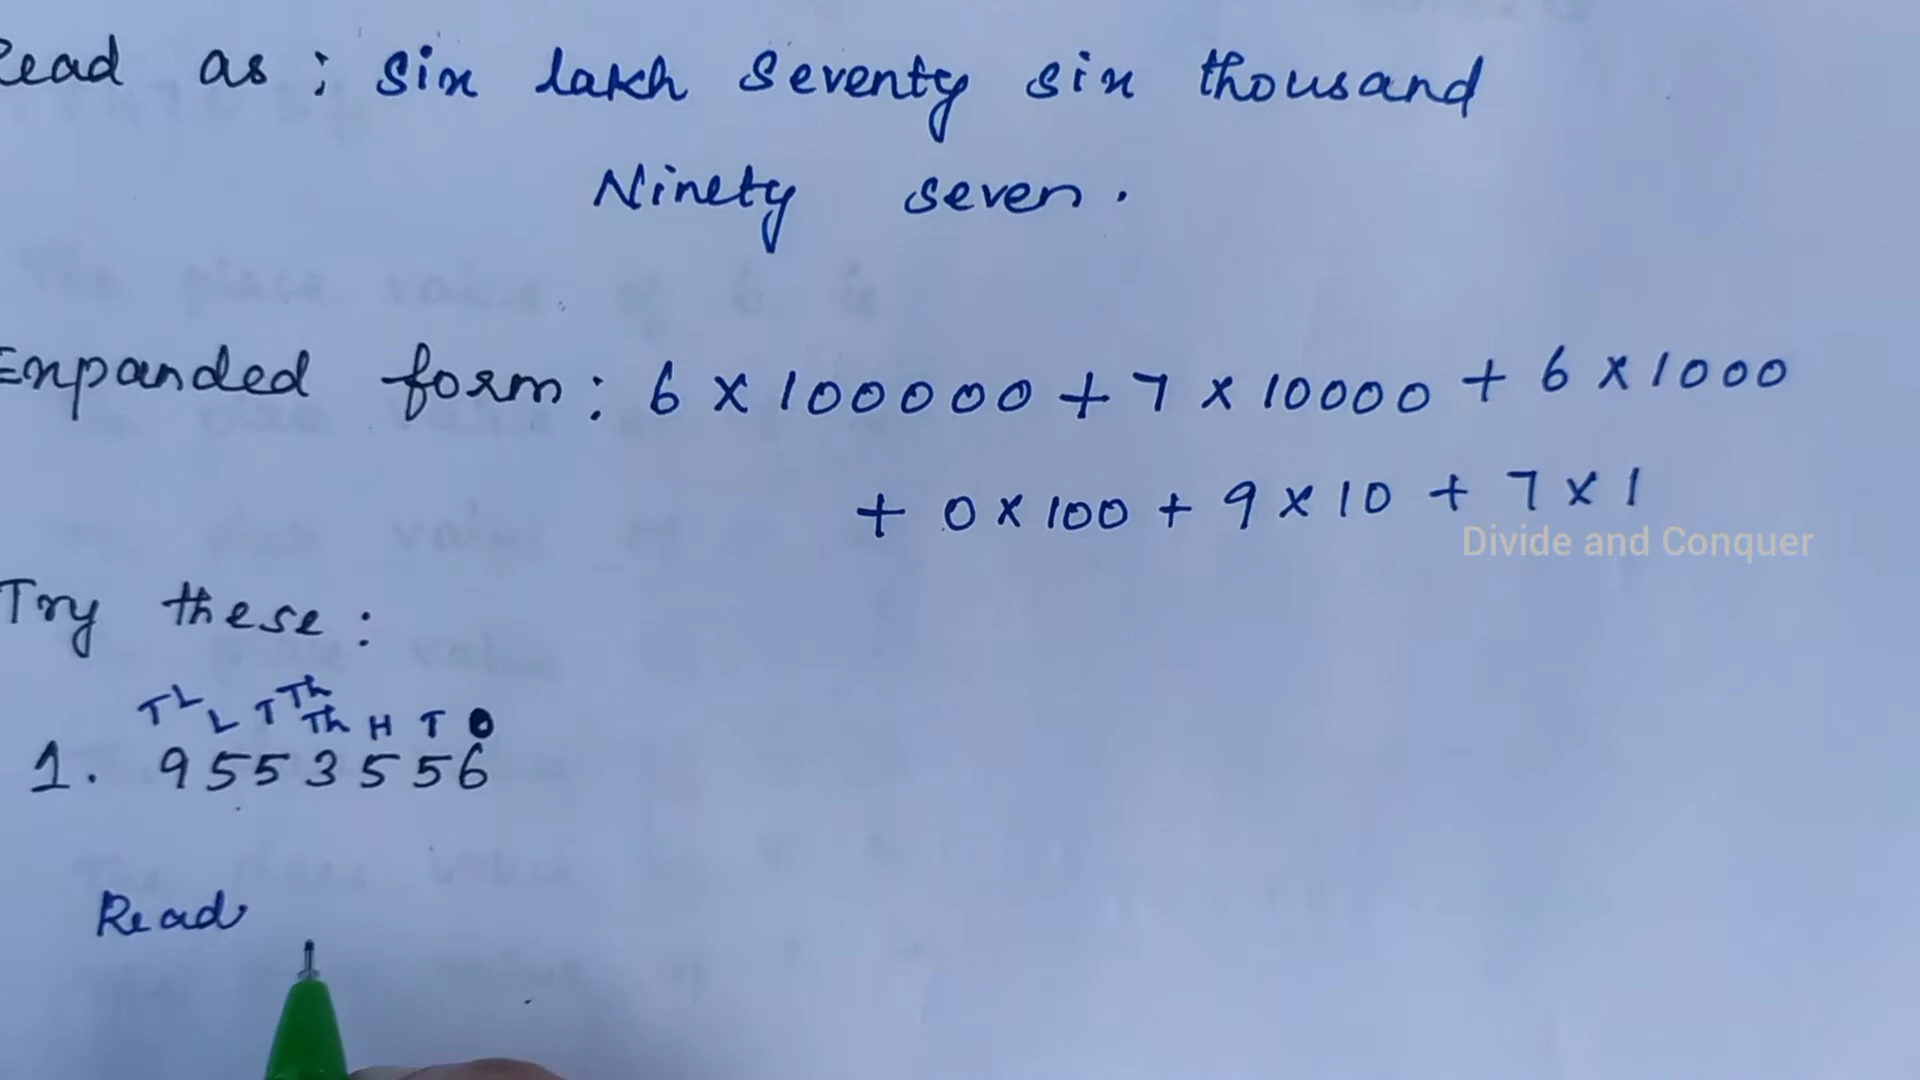 Read as : Six lakh Seventy six thousand
Ninety seven.
Expanded form : 6 × 100000 + 7 × 10000 + 6 × 1000
+ 0 × 100 + 9 × 10 + 7 × 1
Divide and Conquer
Try these :
TL L TTh Th H T O
1. 9553556
Read